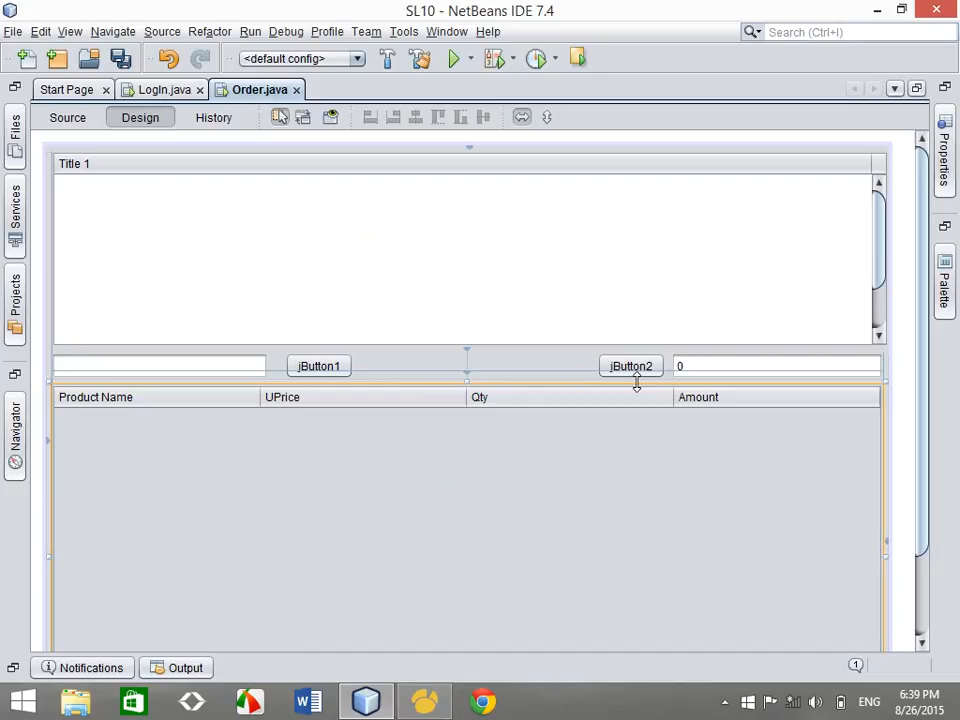 SL10 - NetBeans IDE 7.4
File Edit View Navigate Source Refactor Run Debug Profile Team Tools Window Help
Search (Ctrl+I)
<default config>
Start Page LogIn.java Order.java
Source Design History
Files
Services
Projects
Navigator
Properties
Palette
Title 1
jButton1 jButton2 0
Product Name UPrice Qty Amount
Notifications Output 1
ENG
6:39 PM
8/26/2015